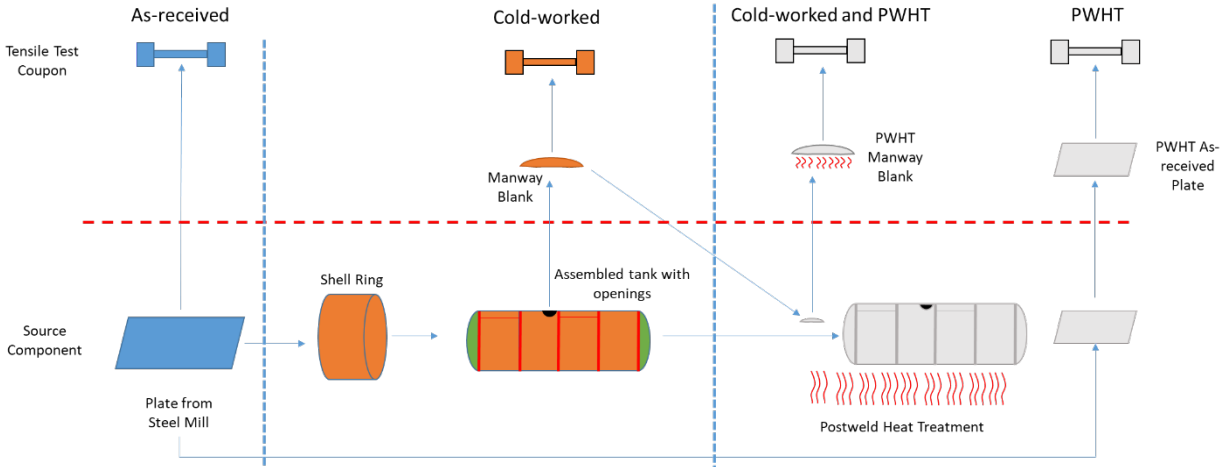 As-received
Cold-worked
Cold-worked and PWHT
PWHT
Tensile Test
Coupon
Manway
Blank
PWHT
Manway
Blank
PWHT As-
received
Plate
Shell Ring
Assembled tank with
openings
Source
Component
Plate from
Steel Mill
Postweld Heat Treatment